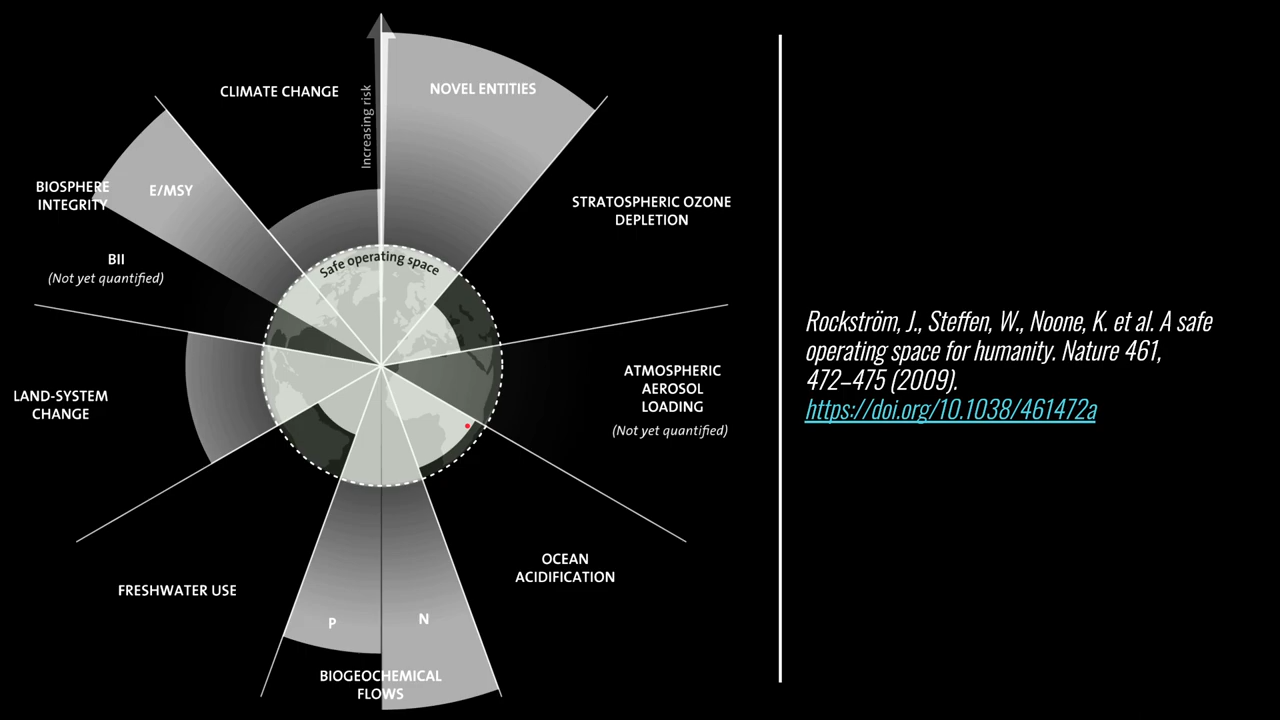 CLIMATE CHANGE
NOVEL ENTITIES
Increasing risk
STRATOSPHERIC OZONE
DEPLETION
BIOSPHERE
INTEGRITY
E/MSY
BII
(Not yet quantified)
Safe operating space
ATMOSPHERIC
AEROSOL
LOADING
(Not yet quantified)
LAND-SYSTEM
CHANGE
OCEAN
ACIDIFICATION
FRESHWATER USE
P
N
BIOGEOCHEMICAL
FLOWS
Rockström, J., Steffen, W., Noone, K. et al. A safe
operating space for humanity. Nature 461,
472–475 (2009).
https://doi.org/10.1038/461472a